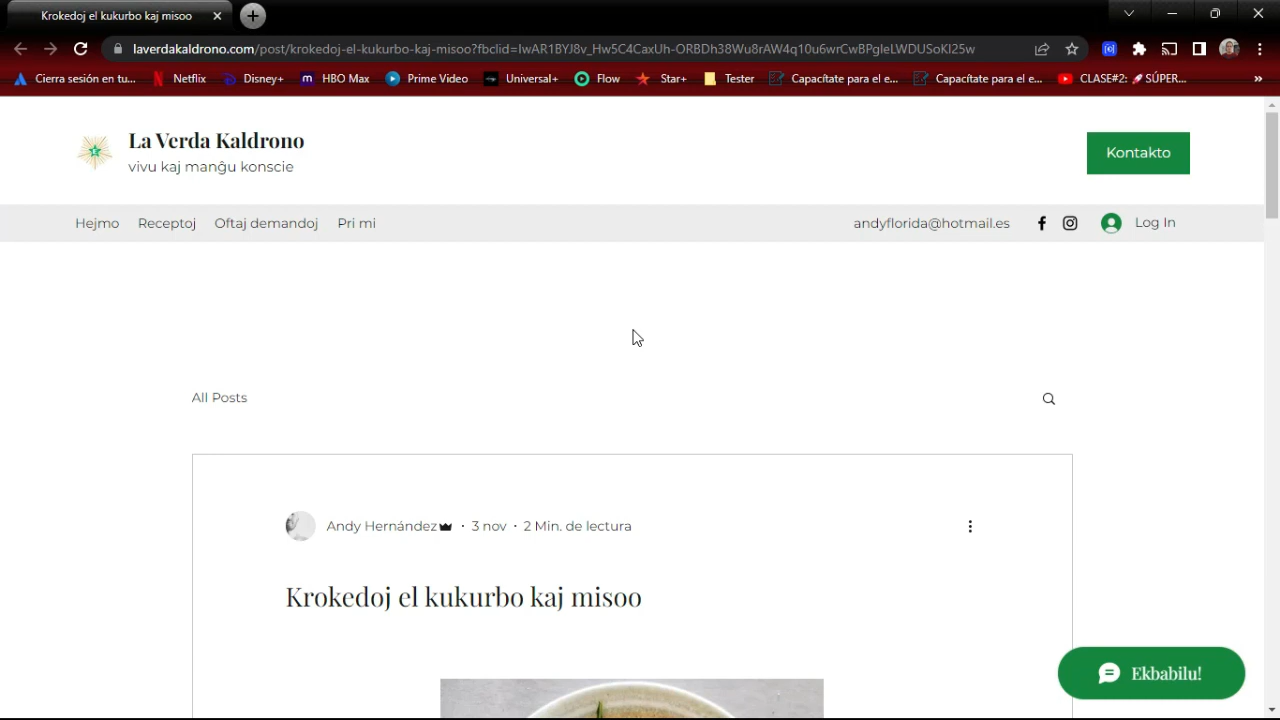 Krokedoj el kukurbo kaj misoo
laverdakaldrono.com/post/krokedoj-el-kukurbo-kaj-misoo?fbclid=IwAR1BYJ8v_Hw5C4CaxUh-ORBDh38Wu8rAW4q10u6wrCwBPgIeLWDUSoKI25w
Cierra sesión en tu... Netflix Disney+ HBO Max Prime Video Universal+ Flow Star+ Tester Capacítate para el e... Capacítate para el e... CLASE#2: 🚀SÚPER... »
La Verda Kaldrono
vivu kaj manĝu konscie
Kontakto
Hejmo Receptoj Oftaj demandoj Pri mi andyflorida@hotmail.es Log In
All Posts
Andy Hernández · 3 nov · 2 Min. de lectura
Krokedoj el kukurbo kaj misoo
Ekbabilu!